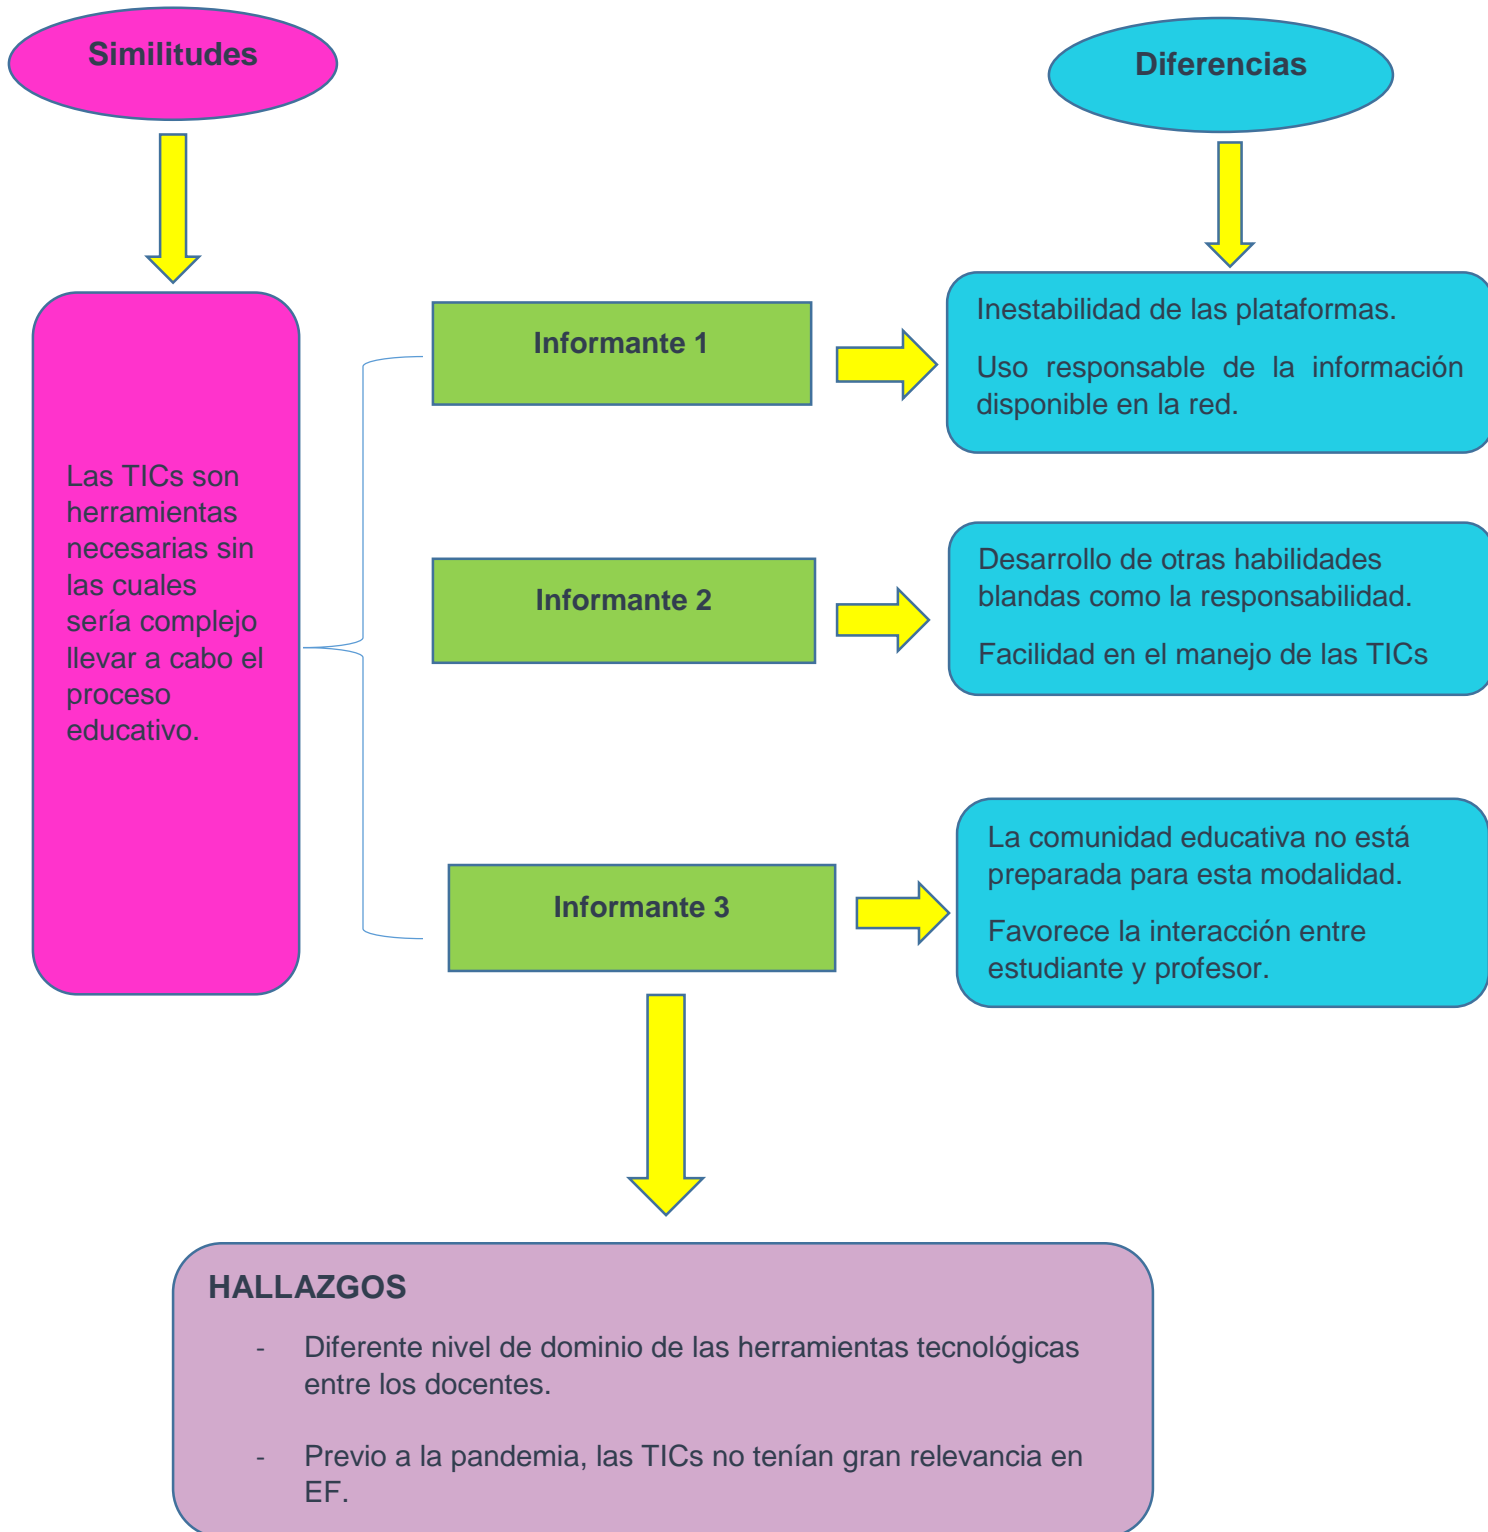 Similitudes
Diferencias
Las TICs son
herramientas
necesarias sin
las cuales
sería complejo
llevar a cabo el
proceso
educativo.
Informante 1
Inestabilidad de las plataformas.
Uso responsable de la información
disponible en la red.
Informante 2
Desarrollo de otras habilidades
blandas como la responsabilidad.
Facilidad en el manejo de las TICs
Informante 3
La comunidad educativa no está
preparada para esta modalidad.
Favorece la interacción entre
estudiante y profesor.
HALLAZGOS
- Diferente nivel de dominio de las herramientas tecnológicas
entre los docentes.
- Previo a la pandemia, las TICs no tenían gran relevancia en
EF.